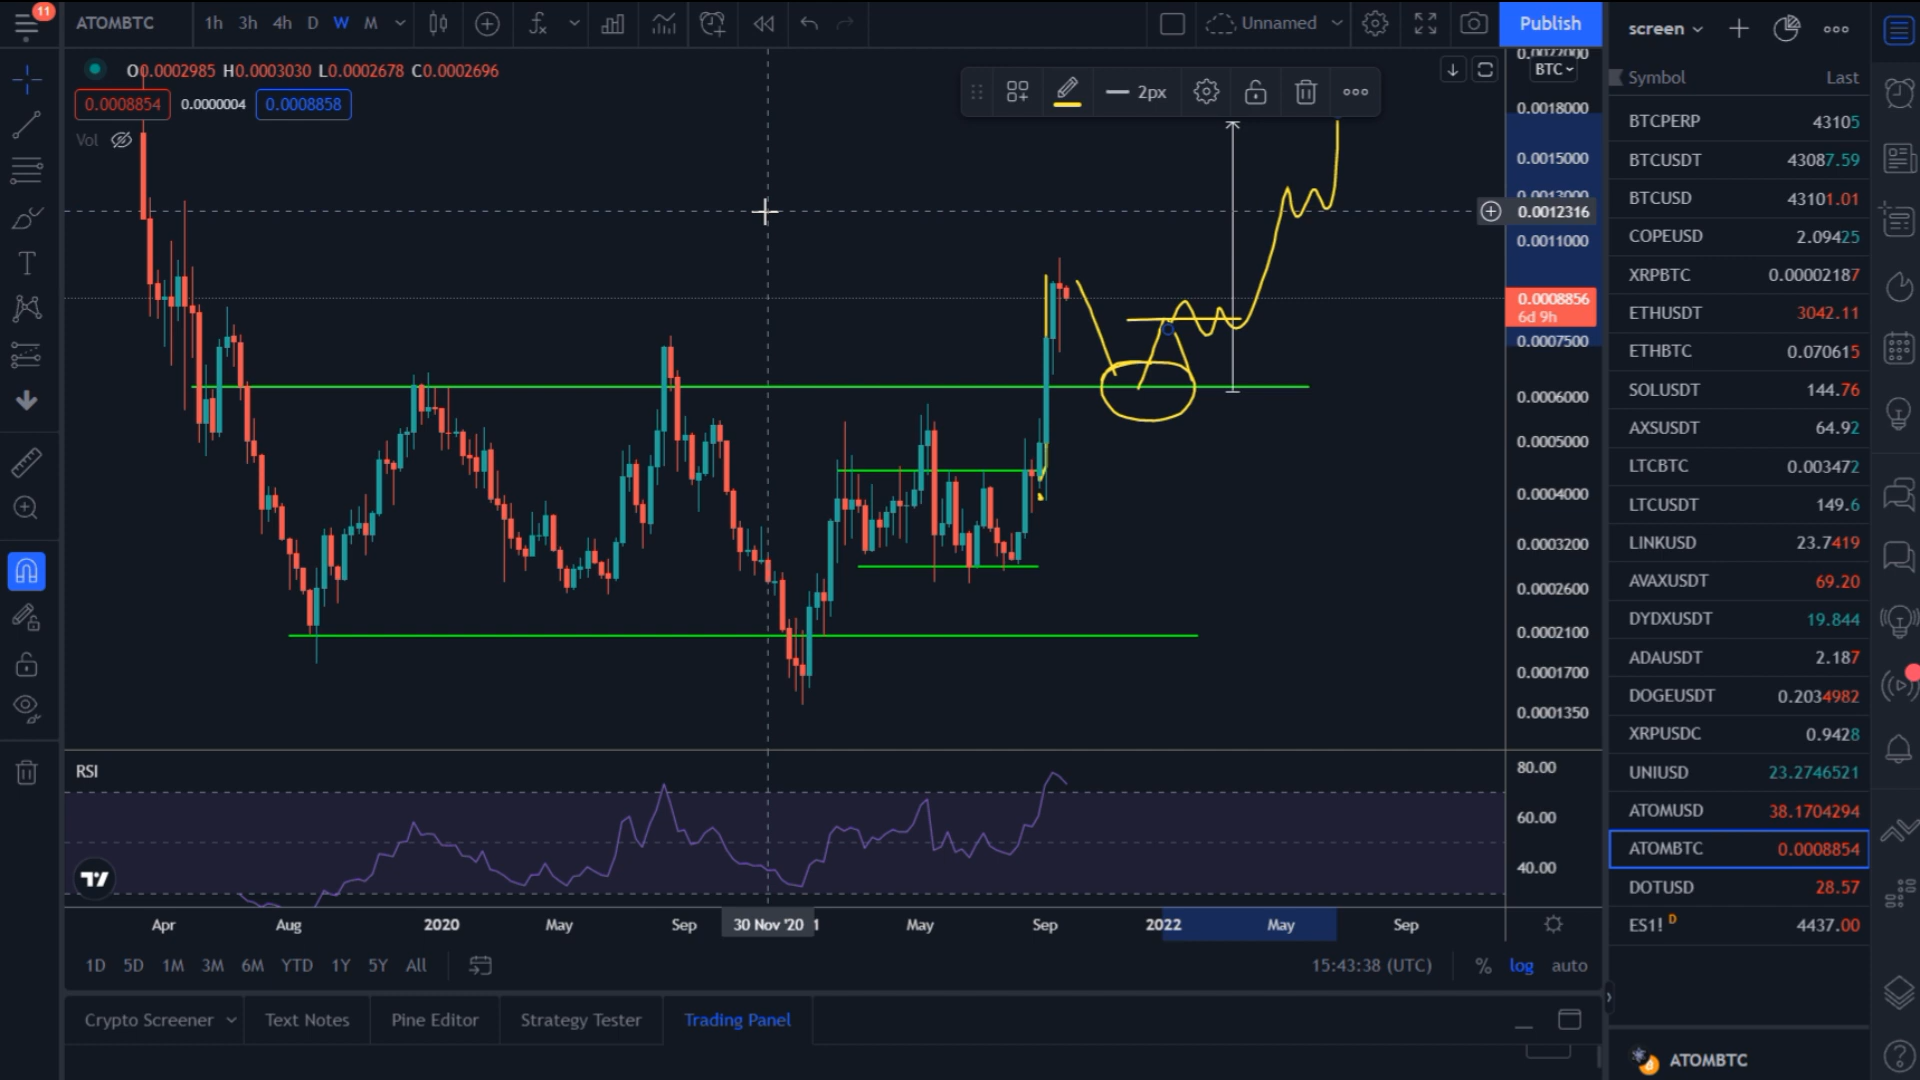 11
ATOMBTC
1h 3h 4h D W M
Unnamed
Publish
screen
O0.0002985 H0.0003030 L0.0002678 C0.0002696
0.0008854 0.0000004 0.0008858
Vol
2px
BTC
0.0018000
0.0015000
0.0012316
0.0011000
0.0008856
6d 9h
0.0007500
0.0006000
0.0005000
0.0004000
0.0003200
0.0002600
0.0002100
0.0001700
0.0001350
RSI
80.00
60.00
40.00
Apr Aug 2020 May Sep 30 Nov '20 May Sep 2022 May Sep
1D 5D 1M 3M 6M YTD 1Y 5Y All
15:43:38 (UTC) % log auto
Crypto Screener Text Notes Pine Editor Strategy Tester Trading Panel
Symbol Last
BTCPERP 43105
BTCUSDT 43087.59
BTCUSD 43101.01
COPEUSD 2.09425
XRPBTC 0.00002187
ETHUSDT 3042.11
ETHBTC 0.070615
SOLUSDT 144.76
AXSUSDT 64.92
LTCBTC 0.003472
LTCUSDT 149.6
LINKUSD 23.7419
AVAXUSDT 69.20
DYDXUSDT 19.844
ADAUSDT 2.187
DOGEUSDT 0.2034982
XRPUSDC 0.9428
UNIUSD 23.2746521
ATOMUSD 38.1704294
ATOMBTC 0.0008854
DOTUSD 28.57
ES1! D 4437.00
ATOMBTC